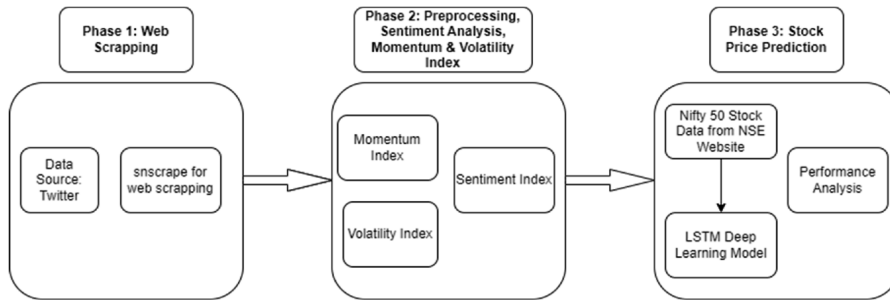 Phase 1: Web
Scrapping
Phase 2: Preprocessing,
Sentiment Analysis,
Momentum & Volatility
Index
Phase 3: Stock
Price Prediction
Data
Source:
Twitter
snscrape for
web scrapping
Momentum
Index
Volatility Index
Sentiment Index
Nifty 50 Stock
Data from NSE
Website
LSTM Deep
Learning Model
Performance
Analysis